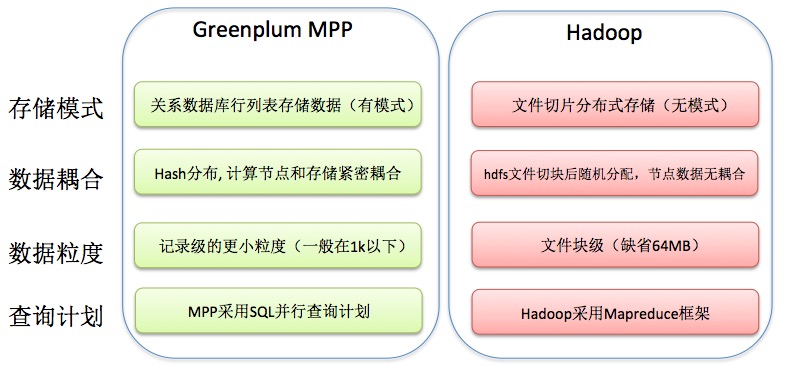 Greenplum MPP
Hadoop
存储模式
关系数据库行列表存储数据（有模式）
文件切片分布式存储（无模式）
数据耦合
Hash分布, 计算节点和存储紧密耦合
hdfs文件切块后随机分配，节点数据无耦合
数据粒度
记录级的更小粒度（一般在1k以下）
文件块级（缺省64MB）
查询计划
MPP采用SQL并行查询计划
Hadoop采用Mapreduce框架